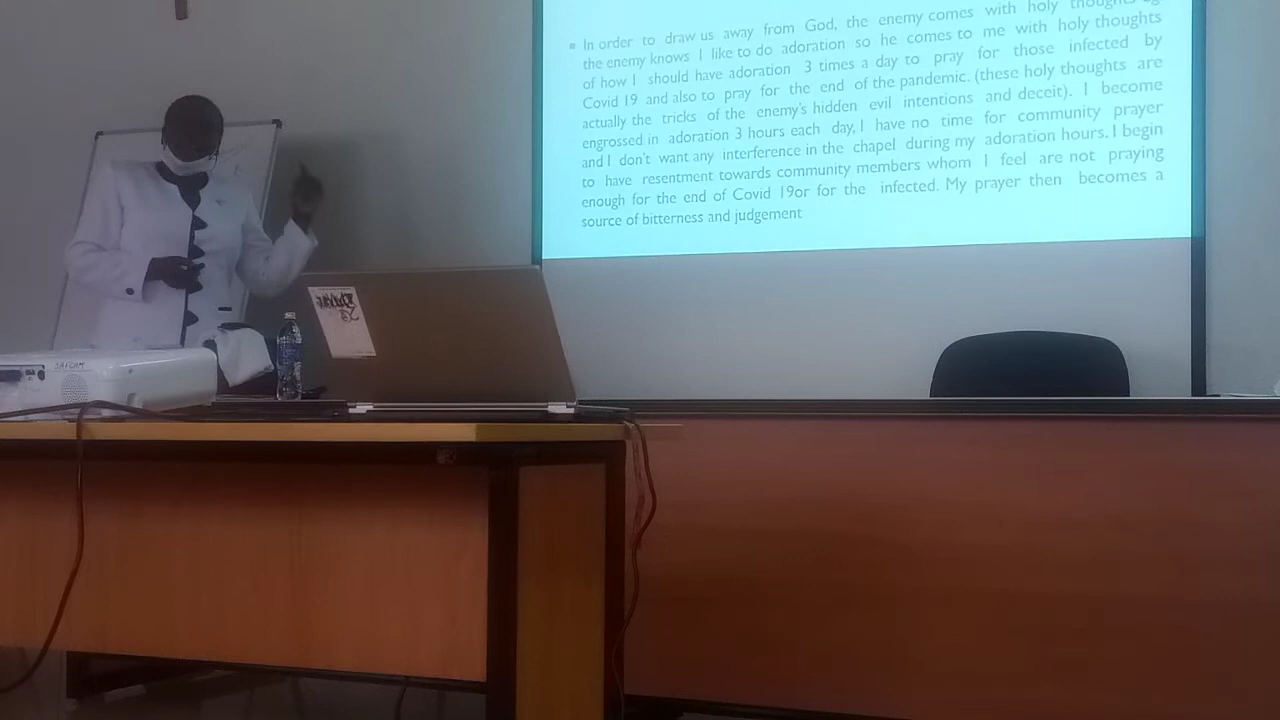 In order to draw us away from God, the enemy comes with holy thoughts
the enemy knows I like to do adoration so he comes to me with holy thoughts
of how I should have adoration 3 times a day to pray for those infected by
Covid 19 and also to pray for the end of the pandemic. (these holy thoughts are
actually the tricks of the enemy's hidden evil intentions and deceit). I become
engrossed in adoration 3 hours each day, I have no time for community prayer
and I don't want any interference in the chapel during my adoration hours. I begin
to have resentment towards community members whom I feel are not praying
enough for the end of Covid 19or for the infected. My prayer then becomes a
source of bitterness and judgement